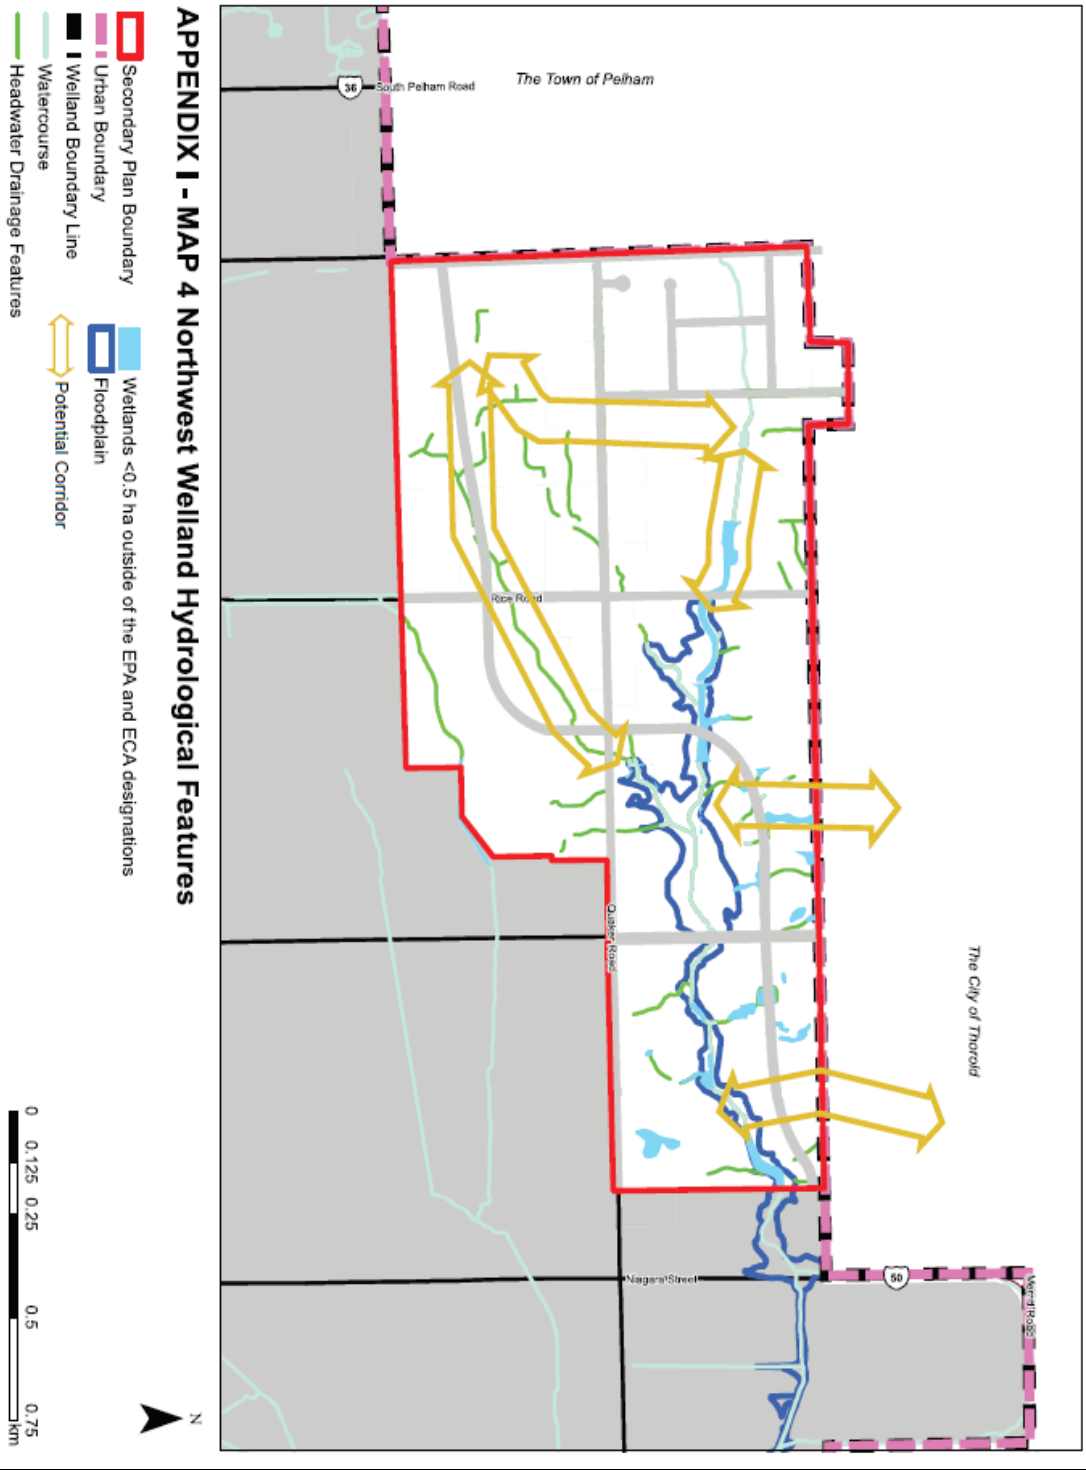 APPENDIX I - MAP 4 Northwest Welland Hydrological Features
The Town of Pelham
36
South Pelham Road
Rice Road
Quaker Road
The City of Thorold
Niagara Street
50
Merritt Road
Secondary Plan Boundary
Urban Boundary
Welland Boundary Line
Watercourse
Headwater Drainage Features
Wetlands <0.5 ha outside of the EPA and ECA designations
Floodplain
Potential Corridor
0 0.125 0.25 0.5 0.75
km
N